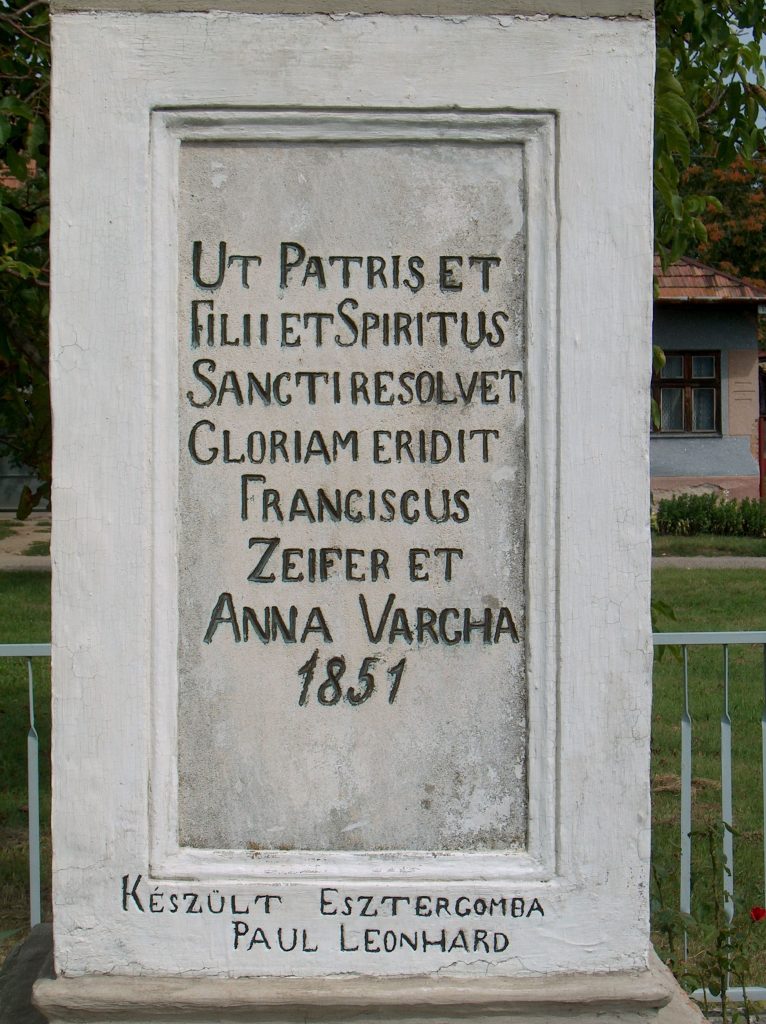 UT PATRIS ET
FILII ET SPIRITUS
SANCTI RESOLVET
GLORIAM ERIDIT
FRANCISCUS
ZEIFER ET
ANNA VARGHA
1851
KÉSZÜLT ESZTERGOMBA
PAUL LEONHARD